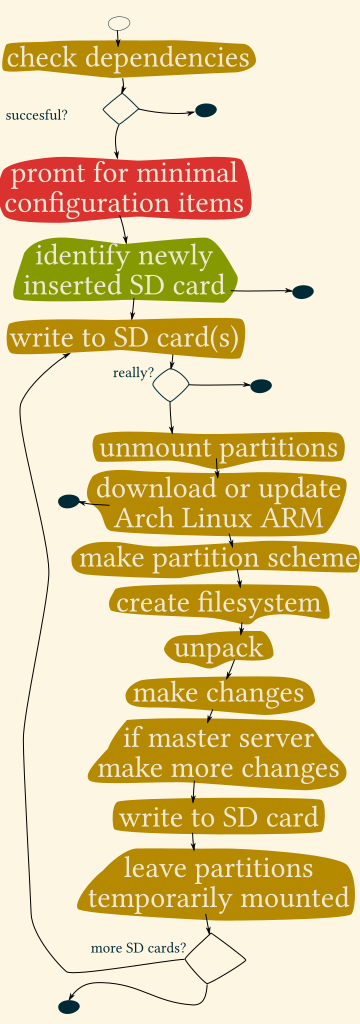 check dependencies
succesful?
promt for minimal
configuration items
identify newly
inserted SD card
write to SD card(s)
really?
unmount partitions
download or update
Arch Linux ARM
make partition scheme
create filesystem
unpack
make changes
if master server
make more changes
write to SD card
leave partitions
temporarily mounted
more SD cards?